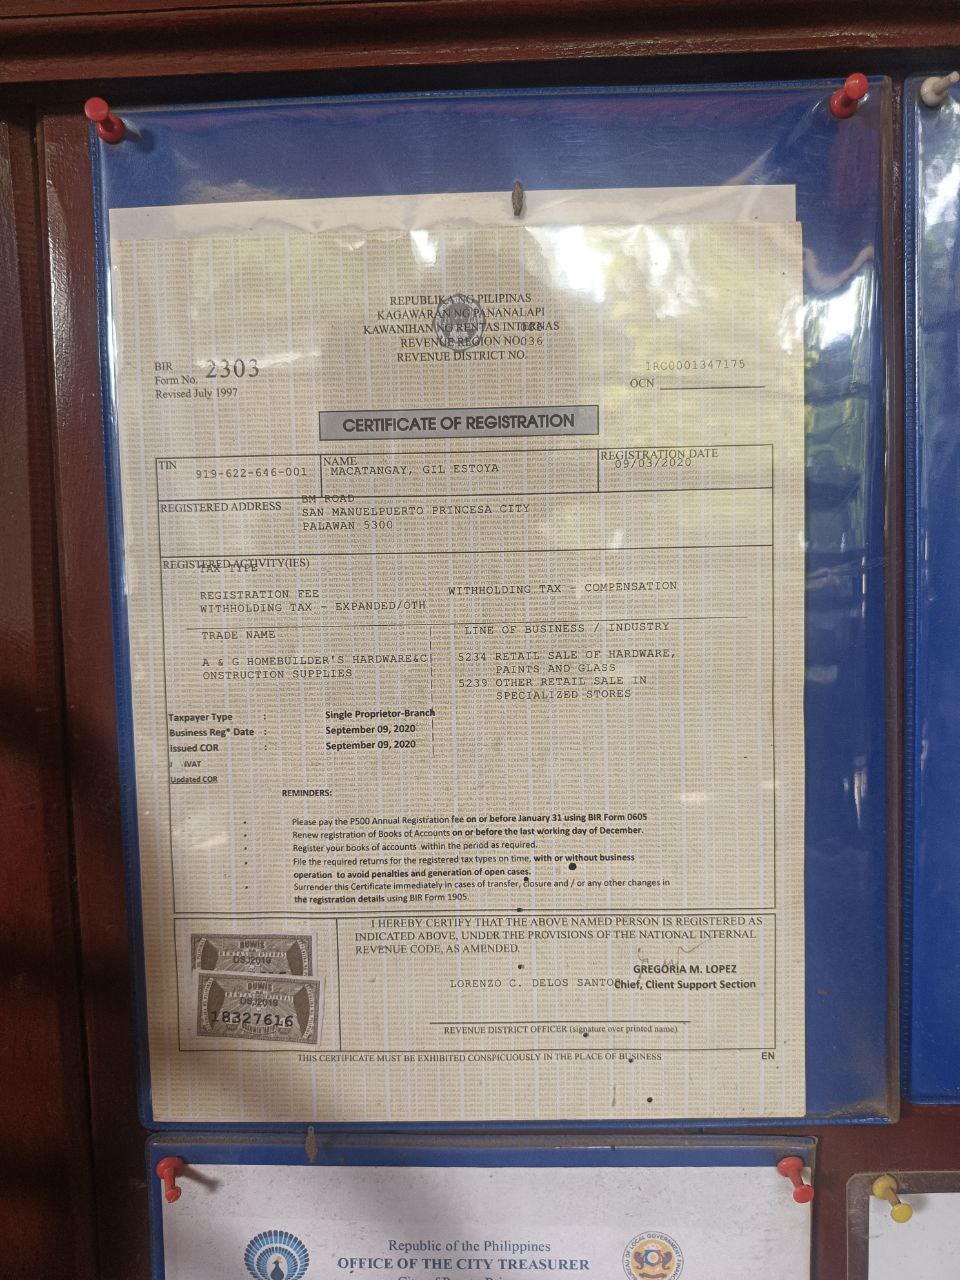 REPUBLIKA NG PILIPINAS
KAGAWARAN NG PANANALAPI
KAWANIHAN NG RENTAS INTERNAS
REVENUE REGION NO
036
REVENUE DISTRICT NO.
BIR
Form No. 2303
Revised July 1997
IRC0001347175
OCN
CERTIFICATE OF REGISTRATION
TIN
919-622-646-001
NAME
MACATANGAY, GIL ESTOYA
REGISTRATION DATE
09/03/2020
REGISTERED ADDRESS
BM ROAD
SAN MANUELPUERTO PRINCESA CITY
PALAWAN 5300
REGISTERED ACTIVITY(IES)
TAX TYPE
REGISTRATION FEE
WITHHOLDING TAX - COMPENSATION
WITHHOLDING TAX - EXPANDED/OTH
TRADE NAME
LINE OF BUSINESS / INDUSTRY
A & G HOMEBUILDER'S HARDWARE&C
ONSTRUCTION SUPPLIES
5234 RETAIL SALE OF HARDWARE,
PAINTS AND GLASS
5239 OTHER RETAIL SALE IN
SPECIALIZED STORES
Taxpayer Type : Single Proprietor-Branch
Business Reg* Date : September 09, 2020
Issued COR : September 09, 2020
IVAT
Updated COR
REMINDERS:
Please pay the P500 Annual Registration fee on or before January 31 using BIR Form 0605
Renew registration of Books of Accounts on or before the last working day of December.
Register your books of accounts within the period as required.
File the required returns for the registered tax types on time, with or without business
operation to avoid penalties and generation of open cases.
Surrender this Certificate immediately in cases of transfer, closure and / or any other changes in
the registration details using BIR Form 1905
I HEREBY CERTIFY THAT THE ABOVE NAMED PERSON IS REGISTERED AS
INDICATED ABOVE, UNDER THE PROVISIONS OF THE NATIONAL INTERNAL
REVENUE CODE, AS AMENDED.
GREGORIA M. LOPEZ
LORENZO C. DELOS SANTO
Chief, Client Support Section
REVENUE DISTRICT OFFICER (signature over printed name)
DSJ2019
DSJ2019
18327616
THIS CERTIFICATE MUST BE EXHIBITED CONSPICUOUSLY IN THE PLACE OF BUSINESS
EN
Republic of the Philippines
OFFICE OF THE CITY TREASURER